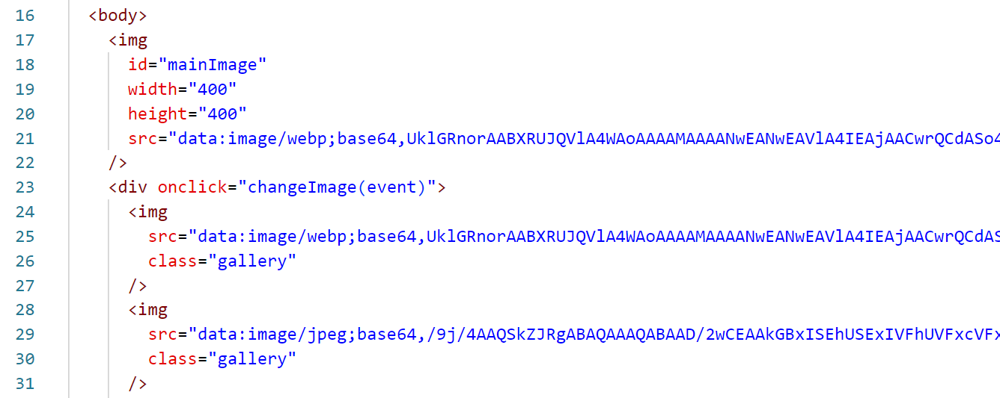 16 <body>
17 <img
18 id="mainImage"
19 width="400"
20 height="400"
21 src="data:image/webp;base64,UklGRnorAABXRUJQVlA4WAoAAAAMAAAANwEANwEAVlA4IEAjAACwrQCdASo4
22 />
23 <div onclick="changeImage(event)">
24 <img
25 src="data:image/webp;base64,UklGRnorAABXRUJQVlA4WAoAAAAMAAAANwEANwEAVlA4IEAjAACwrQCdAS
26 class="gallery"
27 />
28 <img
29 src="data:image/jpeg;base64,/9j/4AAQSkZJRgABAQAAAQABAAD/2wCEAAkGBxISEhUSExIVFhUVFxcVFx
30 class="gallery"
31 />